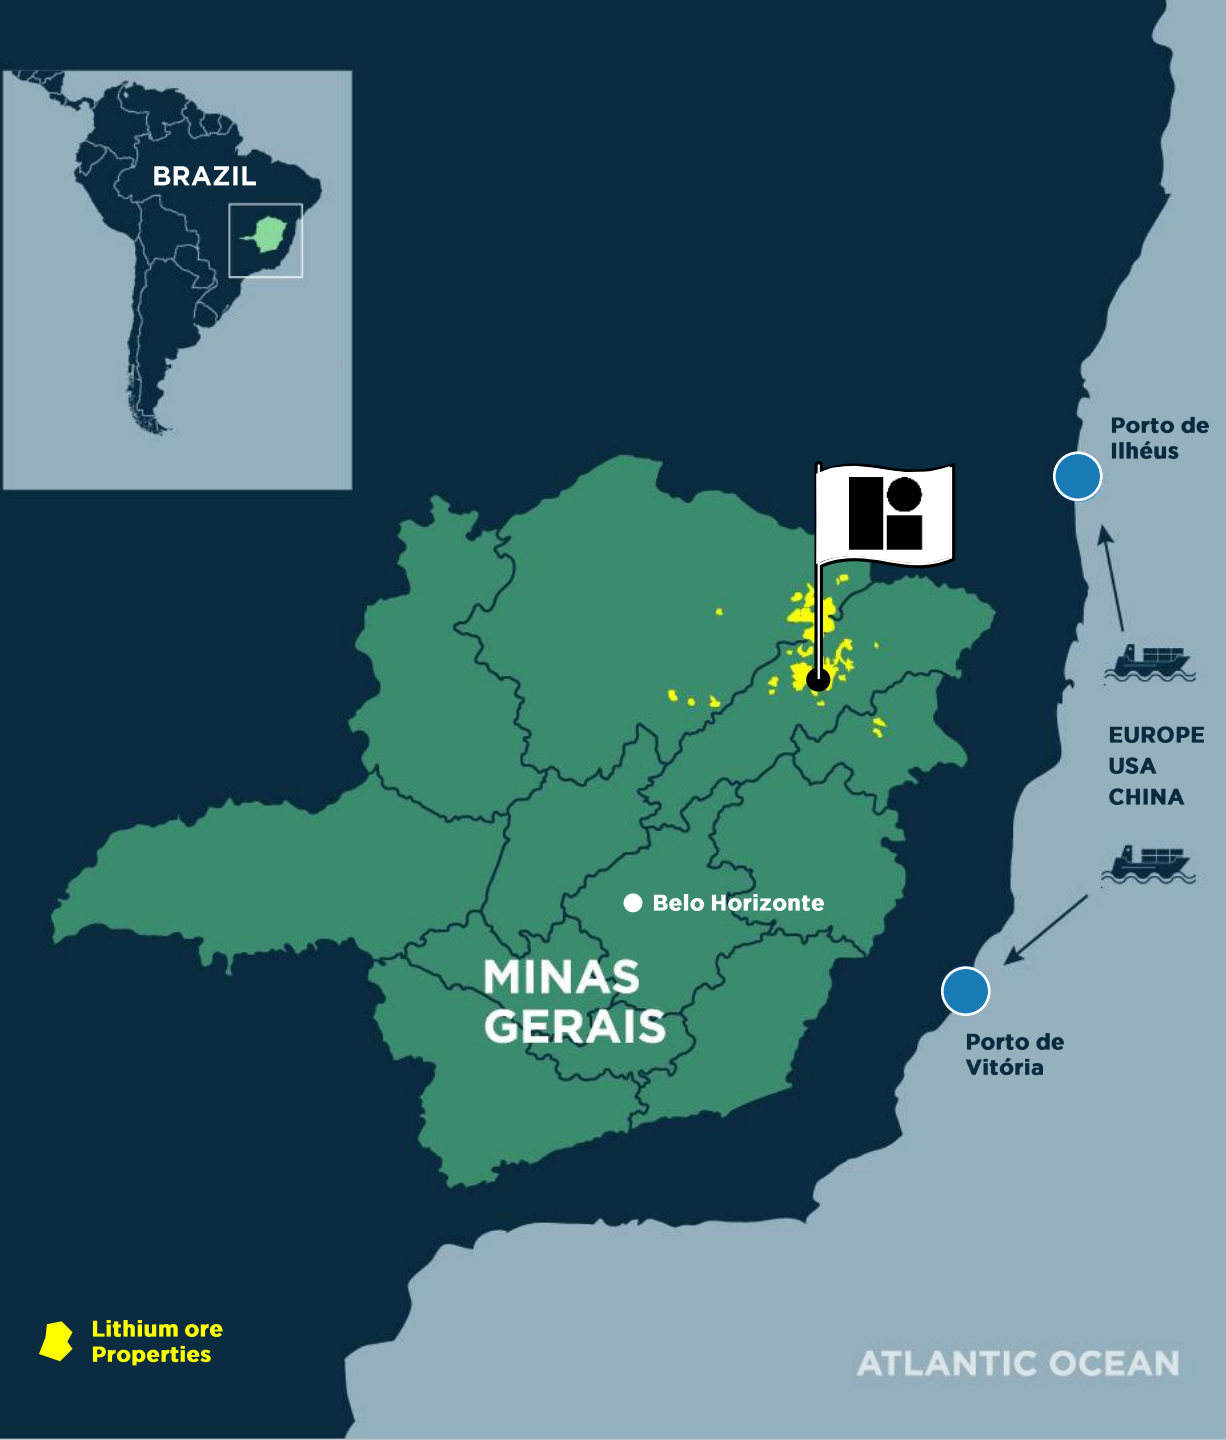 BRAZIL
Porto de
Ilhéus
EUROPE
USA
CHINA
Belo Horizonte
MINAS
GERAIS
Porto de
Vitória
Lithium ore
Properties
ATLANTIC OCEAN